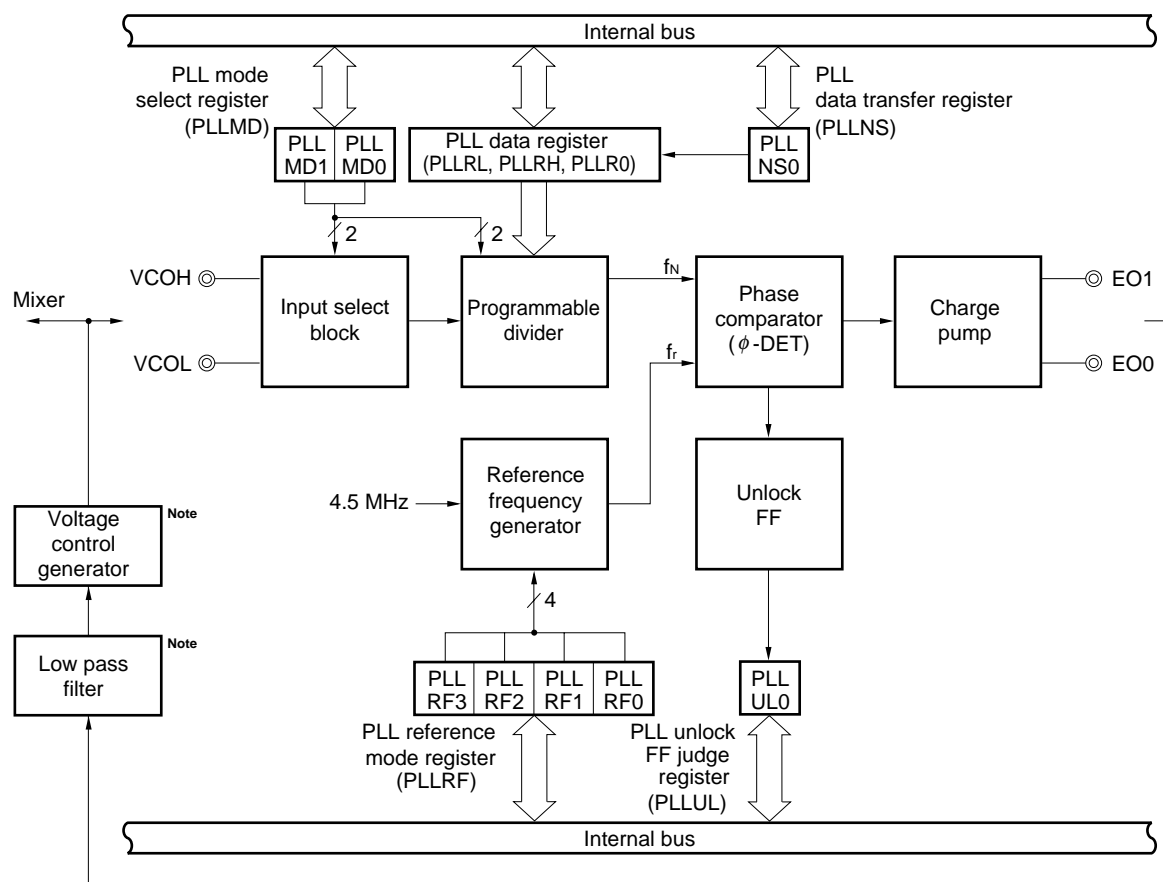 Internal bus
PLL mode
select register
(PLLMD)
PLL
data transfer register
(PLLNS)
PLL
MD1
PLL
MD0
PLL data register
(PLLRL, PLLRH, PLLR0)
PLL
NS0
2
2
VCOH
VCOL
Mixer
Input select
block
Programmable
divider
fN
fr
Phase
comparator
(ϕ-DET)
Charge
pump
EO1
EO0
4.5 MHz
Reference
frequency
generator
Unlock
FF
Voltage
control
generator
Note
Low pass
filter
Note
4
PLL
RF3
PLL
RF2
PLL
RF1
PLL
RF0
PLL
UL0
PLL reference
mode register
(PLLRF)
PLL unlock
FF judge
register
(PLLUL)
Internal bus